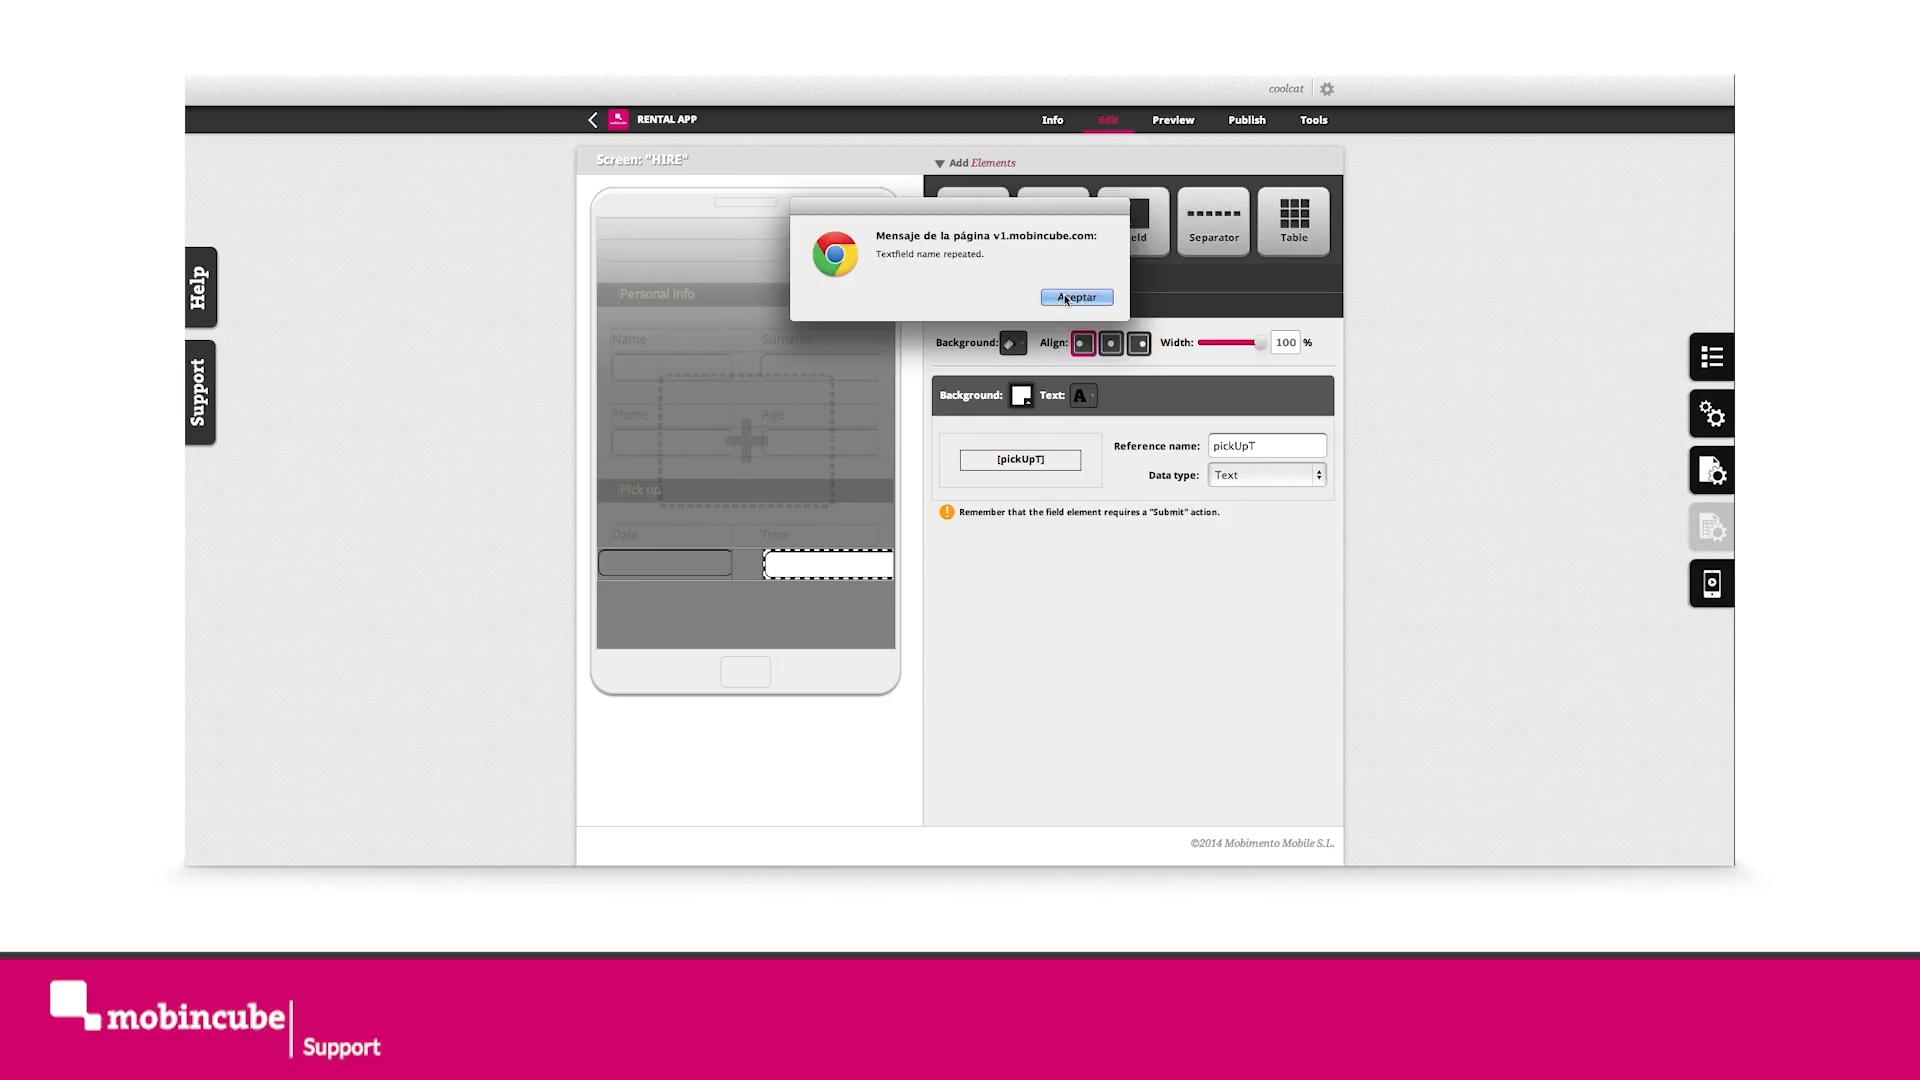 coolcat
RENTAL APP
Info
Edit
Preview
Publish
Tools
Screen: "HIRE"
Add Elements
Separator
Table
Mensaje de la página v1.mobincube.com:
Textfield name repeated.
Aceptar
Help
Support
Personal info
Name
Surname
Phone
Age
Pick up
Date
Time
Background:
Align:
Width:
100 %
Background:
Text: A
[pickUpT]
Reference name: pickUpT
Data type: Text
Remember that the field element requires a "Submit" action.
©2014 Mobimento Mobile S.L.
mobincube
Support